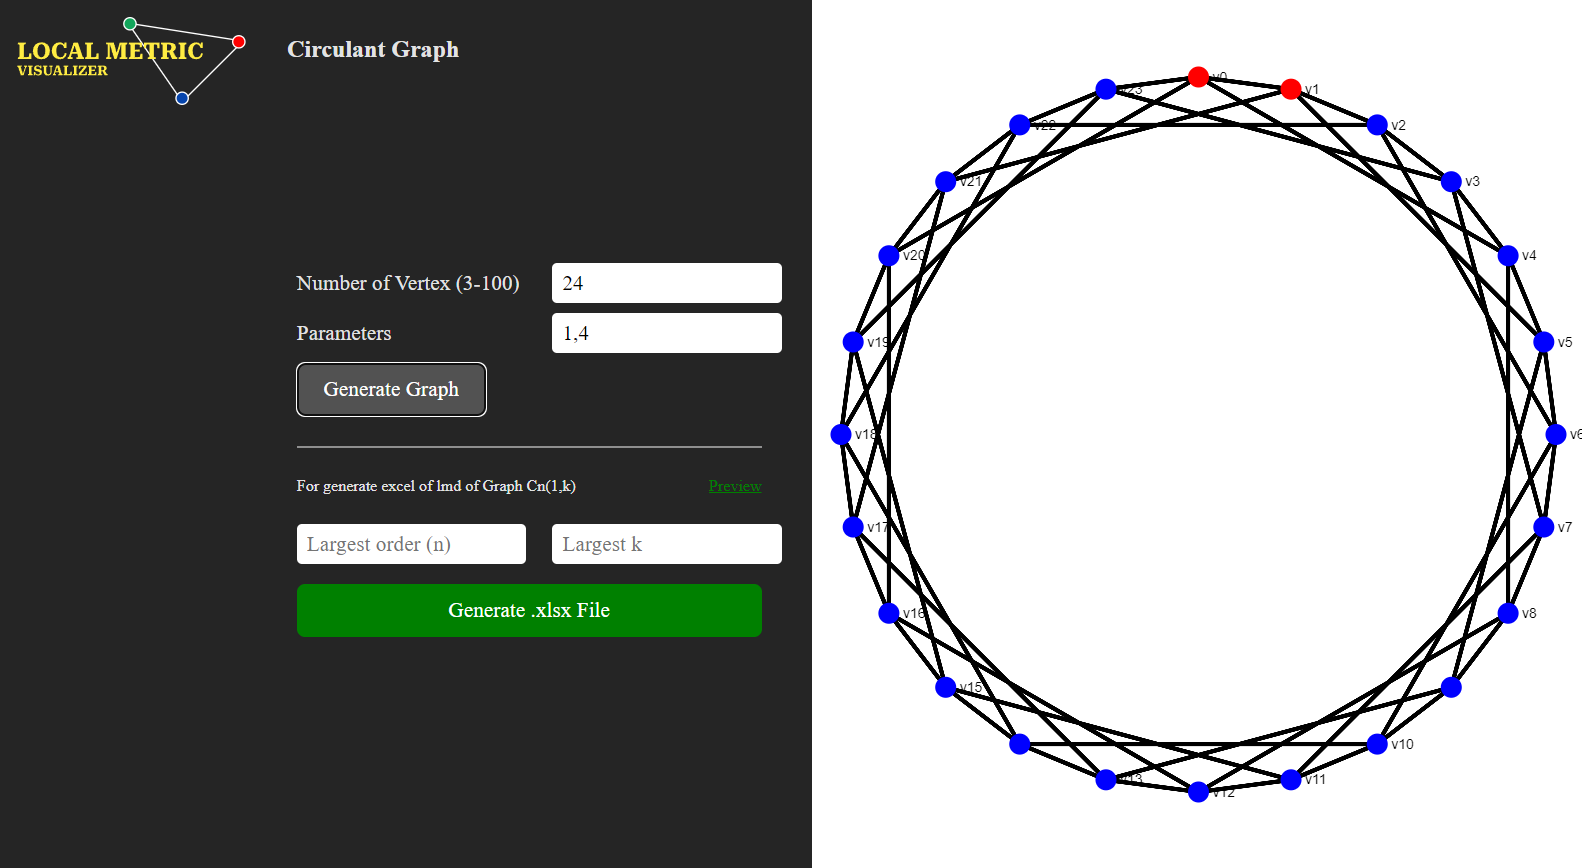 LOCAL METRIC
VISUALIZER
Circulant Graph
Number of Vertex (3-100)
24
Parameters
1,4
Generate Graph
For generate excel of lmd of Graph Cn(1,k)
Preview
Largest order (n)
Largest k
Generate .xlsx File
v0
v1
v23
v2
v22
v3
v21
v4
v20
v5
v19
v6
v18
v7
v17
v8
v16
v15
v10
v11
v13
v12